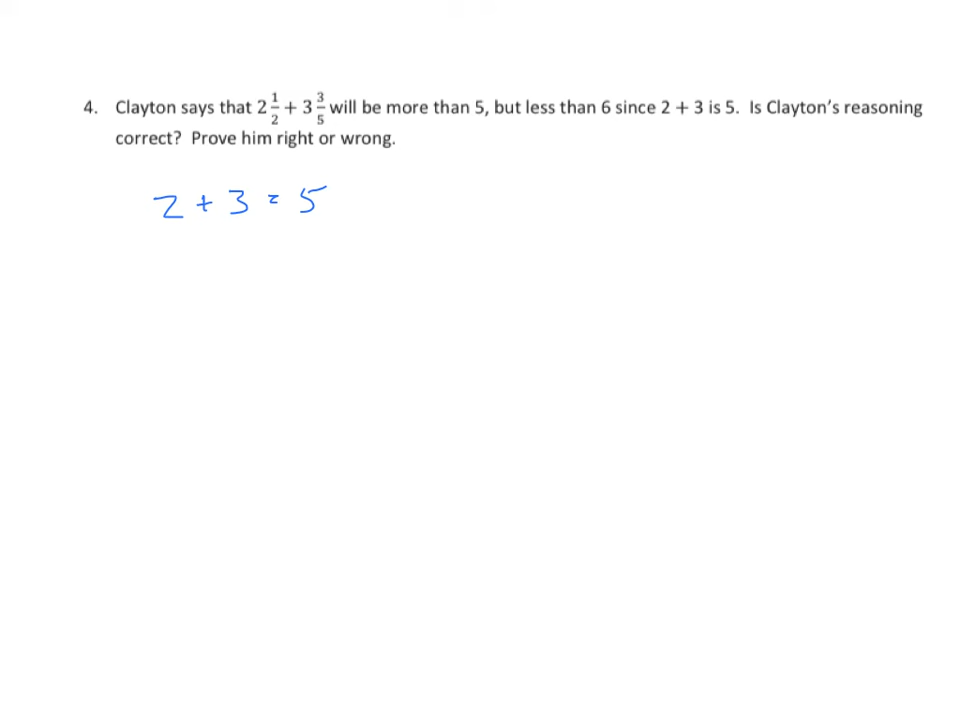 4. Clayton says that 2 1/2 + 3 3/5 will be more than 5, but less than 6 since 2 + 3 is 5. Is Clayton's reasoning
correct? Prove him right or wrong.
2 + 3 = 5